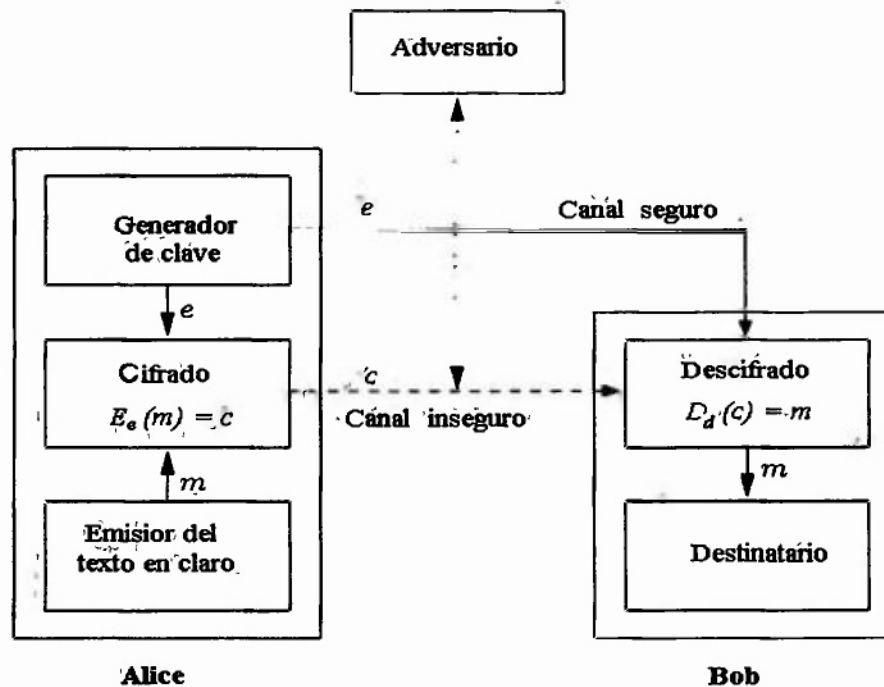 Adversario
Generador
de clave
e
Canal seguro
e
Cifrado
E_e (m) = c
c
Canal inseguro
Descifrado
D_d (c) = m
m
m
Emisior del
texto en claro
Destinatario
Alice
Bob